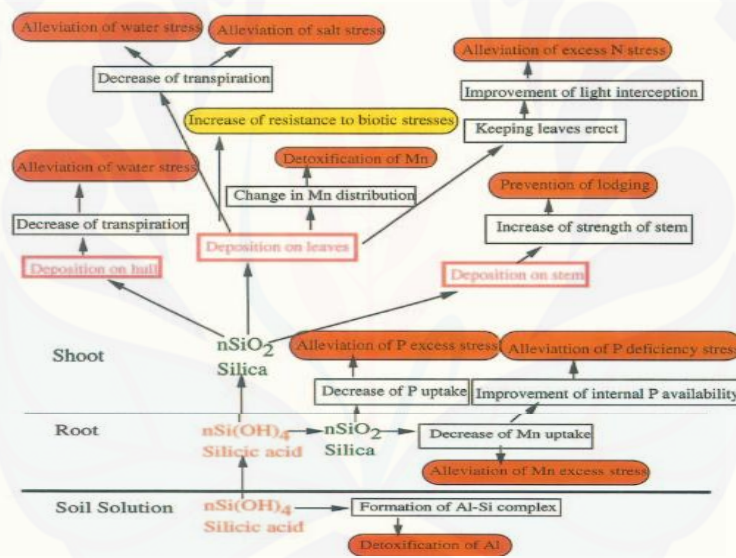 Alleviation of water stress
Alleviation of salt stress
Decrease of transpiration
Alleviation of excess N stress
Improvement of light interception
Increase of resistance to biotic stresses
Keeping leaves erect
Alleviation of water stress
Detoxification of Mn
Change in Mn distribution
Prevention of lodging
Decrease of transpiration
Increase of strength of stem
Deposition on leaves
Deposition on hull
Deposition on stem
Shoot
nSiO2
Silica
Alleviation of P excess stress
Alleviattion of P deficiency stress
Decrease of P uptake
Improvement of internal P availability
Root
nSi(OH)4
Silicic acid
nSiO2
Silica
Decrease of Mn uptake
Alleviation of Mn excess stress
Soil Solution
nSi(OH)4
Silicic acid
Formation of Al-Si complex
Detoxification of Al